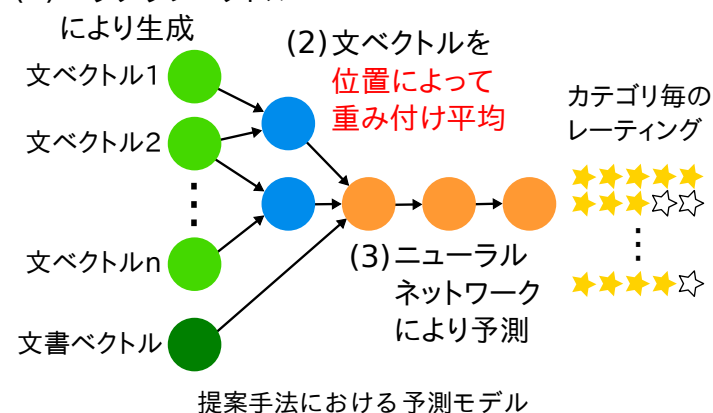 により生成
(2)文ベクトルを
位置によって
重み付け平均
文ベクトル1
文ベクトル2
文ベクトルn
文書ベクトル
カテゴリ毎の
レーティング
(3)ニューラル
ネットワーク
により予測
提案手法における予測モデル